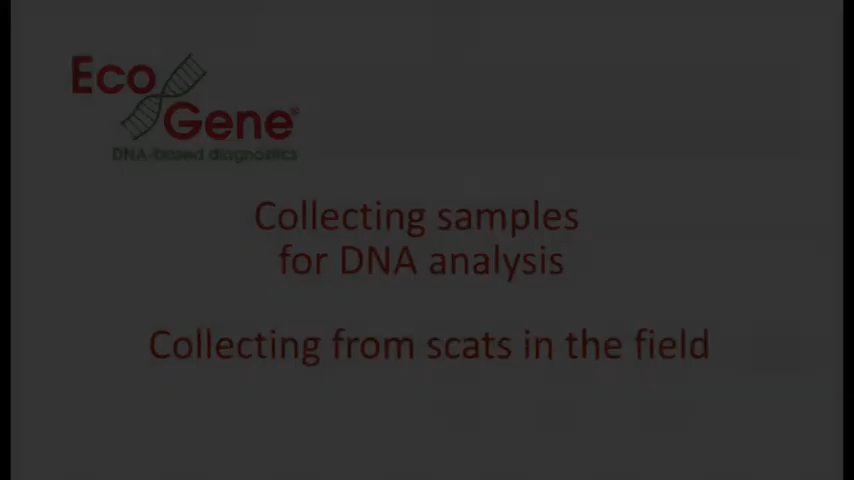 Eco
Gene®
DNA-based diagnostics
Collecting samples
for DNA analysis
Collecting from scats in the field